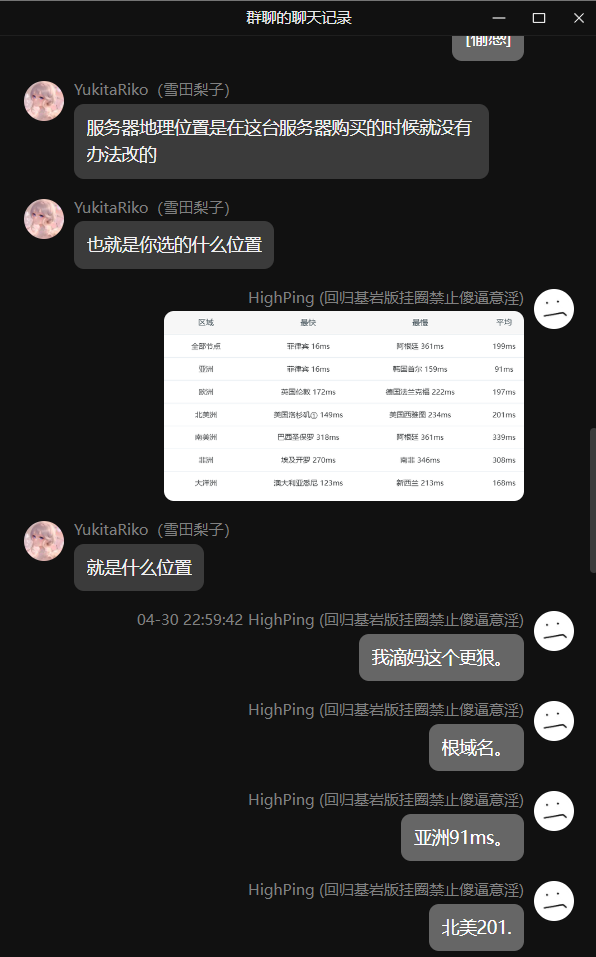 群聊的聊天记录
[偷感]
YukitaRiko（雪田梨子）
服务器地理位置是在这台服务器购买的时候就没有
办法改的
YukitaRiko（雪田梨子）
也就是你选的什么位置
HighPing (回归基岩版挂圈禁止傻逼意淫)
区域 最快 最慢 平均
全部节点 菲律宾 16ms 阿根廷 361ms 199ms
亚洲 菲律宾 16ms 韩国首尔 159ms 91ms
欧洲 英国伦敦 172ms 德国法兰克福 222ms 197ms
北美洲 美国洛杉矶① 149ms 美国西雅图 234ms 201ms
南美洲 巴西圣保罗 318ms 阿根廷 361ms 339ms
非洲 埃及开罗 270ms 南非 346ms 308ms
大洋洲 澳大利亚悉尼 123ms 新西兰 213ms 168ms
YukitaRiko（雪田梨子）
就是什么位置
04-30 22:59:42 HighPing (回归基岩版挂圈禁止傻逼意淫)
我滴妈这个更狠。
HighPing (回归基岩版挂圈禁止傻逼意淫)
根域名。
HighPing (回归基岩版挂圈禁止傻逼意淫)
亚洲91ms。
HighPing (回归基岩版挂圈禁止傻逼意淫)
北美201.